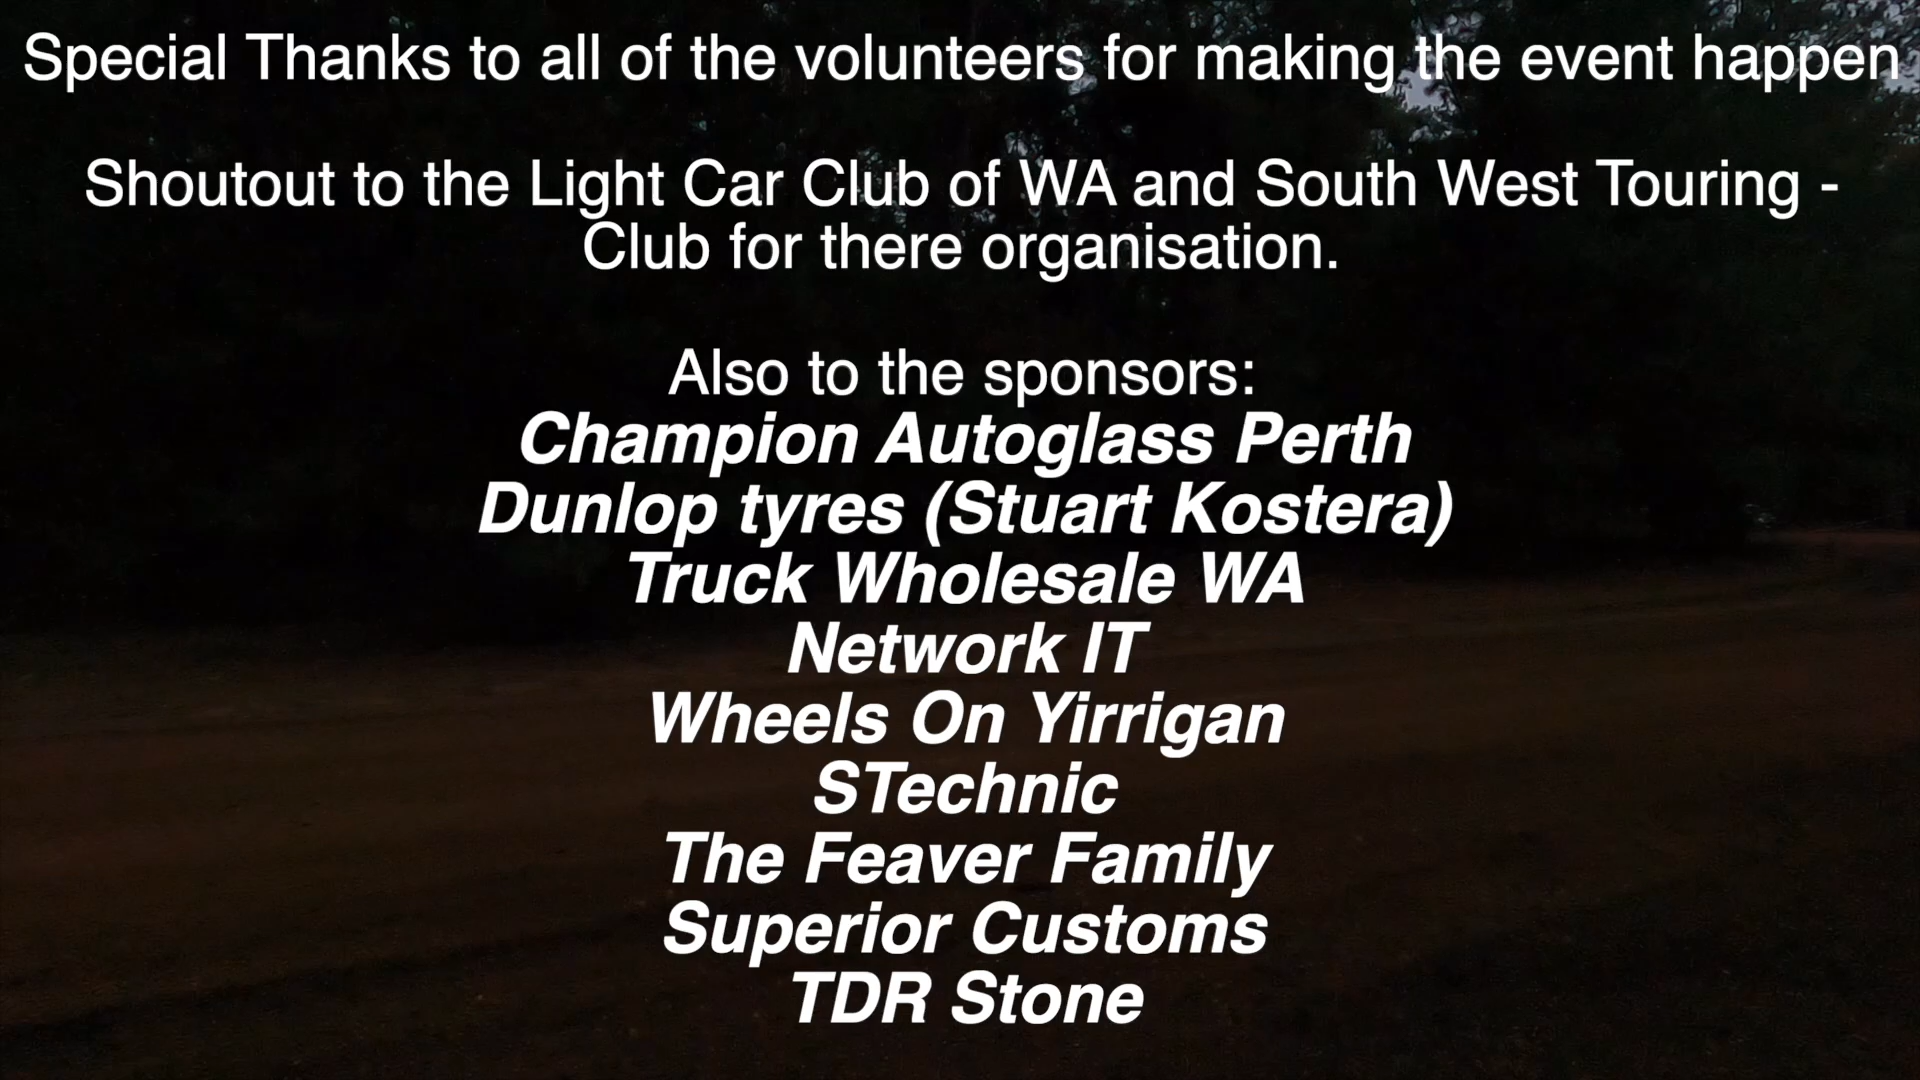 Special Thanks to all of the volunteers for making the event happen
Shoutout to the Light Car Club of WA and South West Touring -
Club for there organisation.
Also to the sponsors:
Champion Autoglass Perth
Dunlop tyres (Stuart Kostera)
Truck Wholesale WA
Network IT
Wheels On Yirrigan
STechnic
The Feaver Family
Superior Customs
TDR Stone